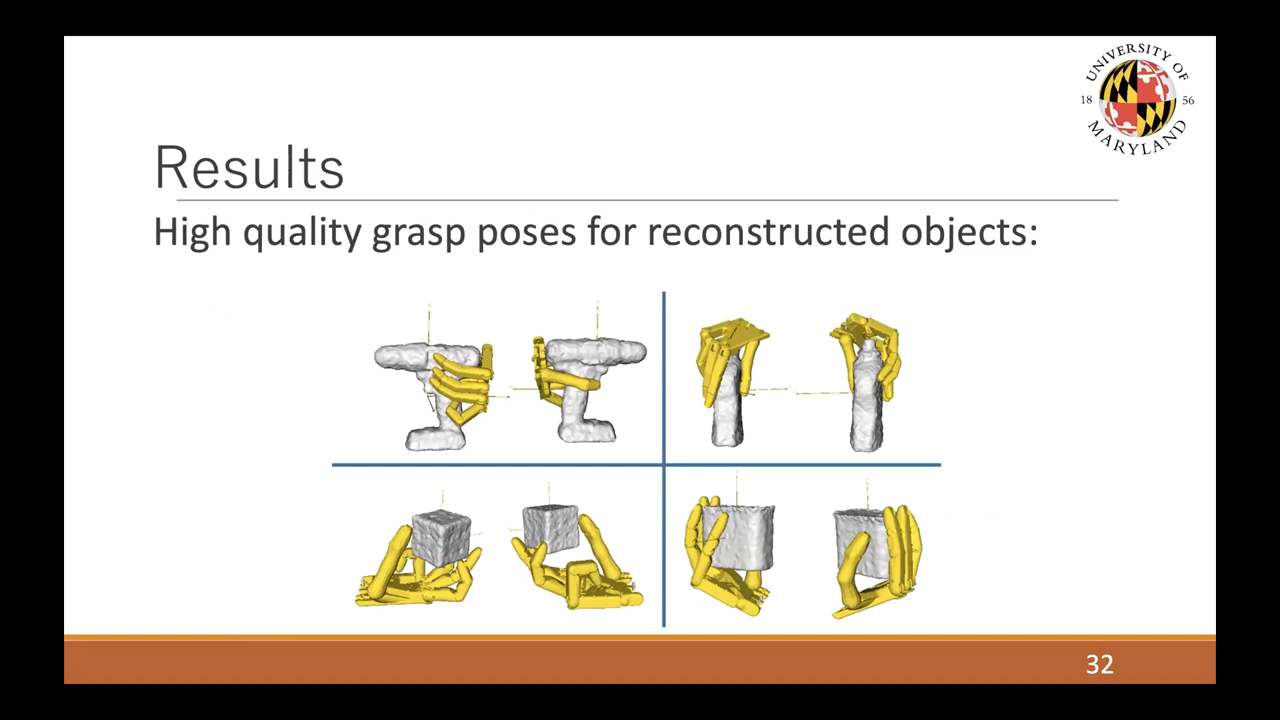 UNIVERSITY OF
18 56
MARYLAND
Results
High quality grasp poses for reconstructed objects:
32